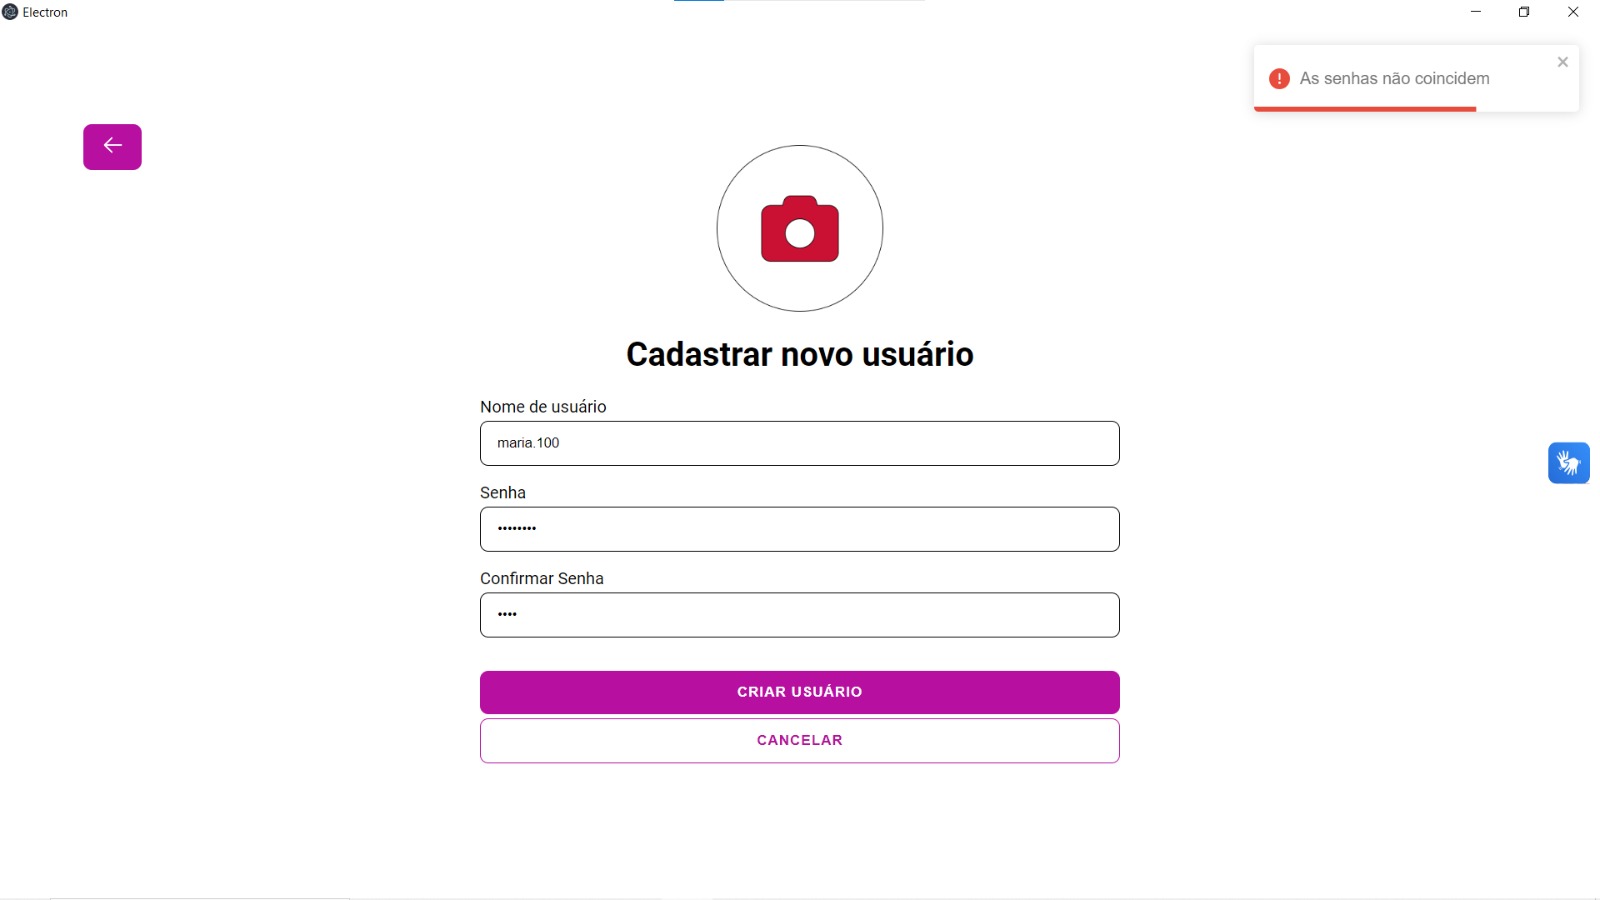 Electron
As senhas não coincidem
Cadastrar novo usuário
Nome de usuário
maria.100
Senha
••••••••
Confirmar Senha
••••
CRIAR USUÁRIO
CANCELAR